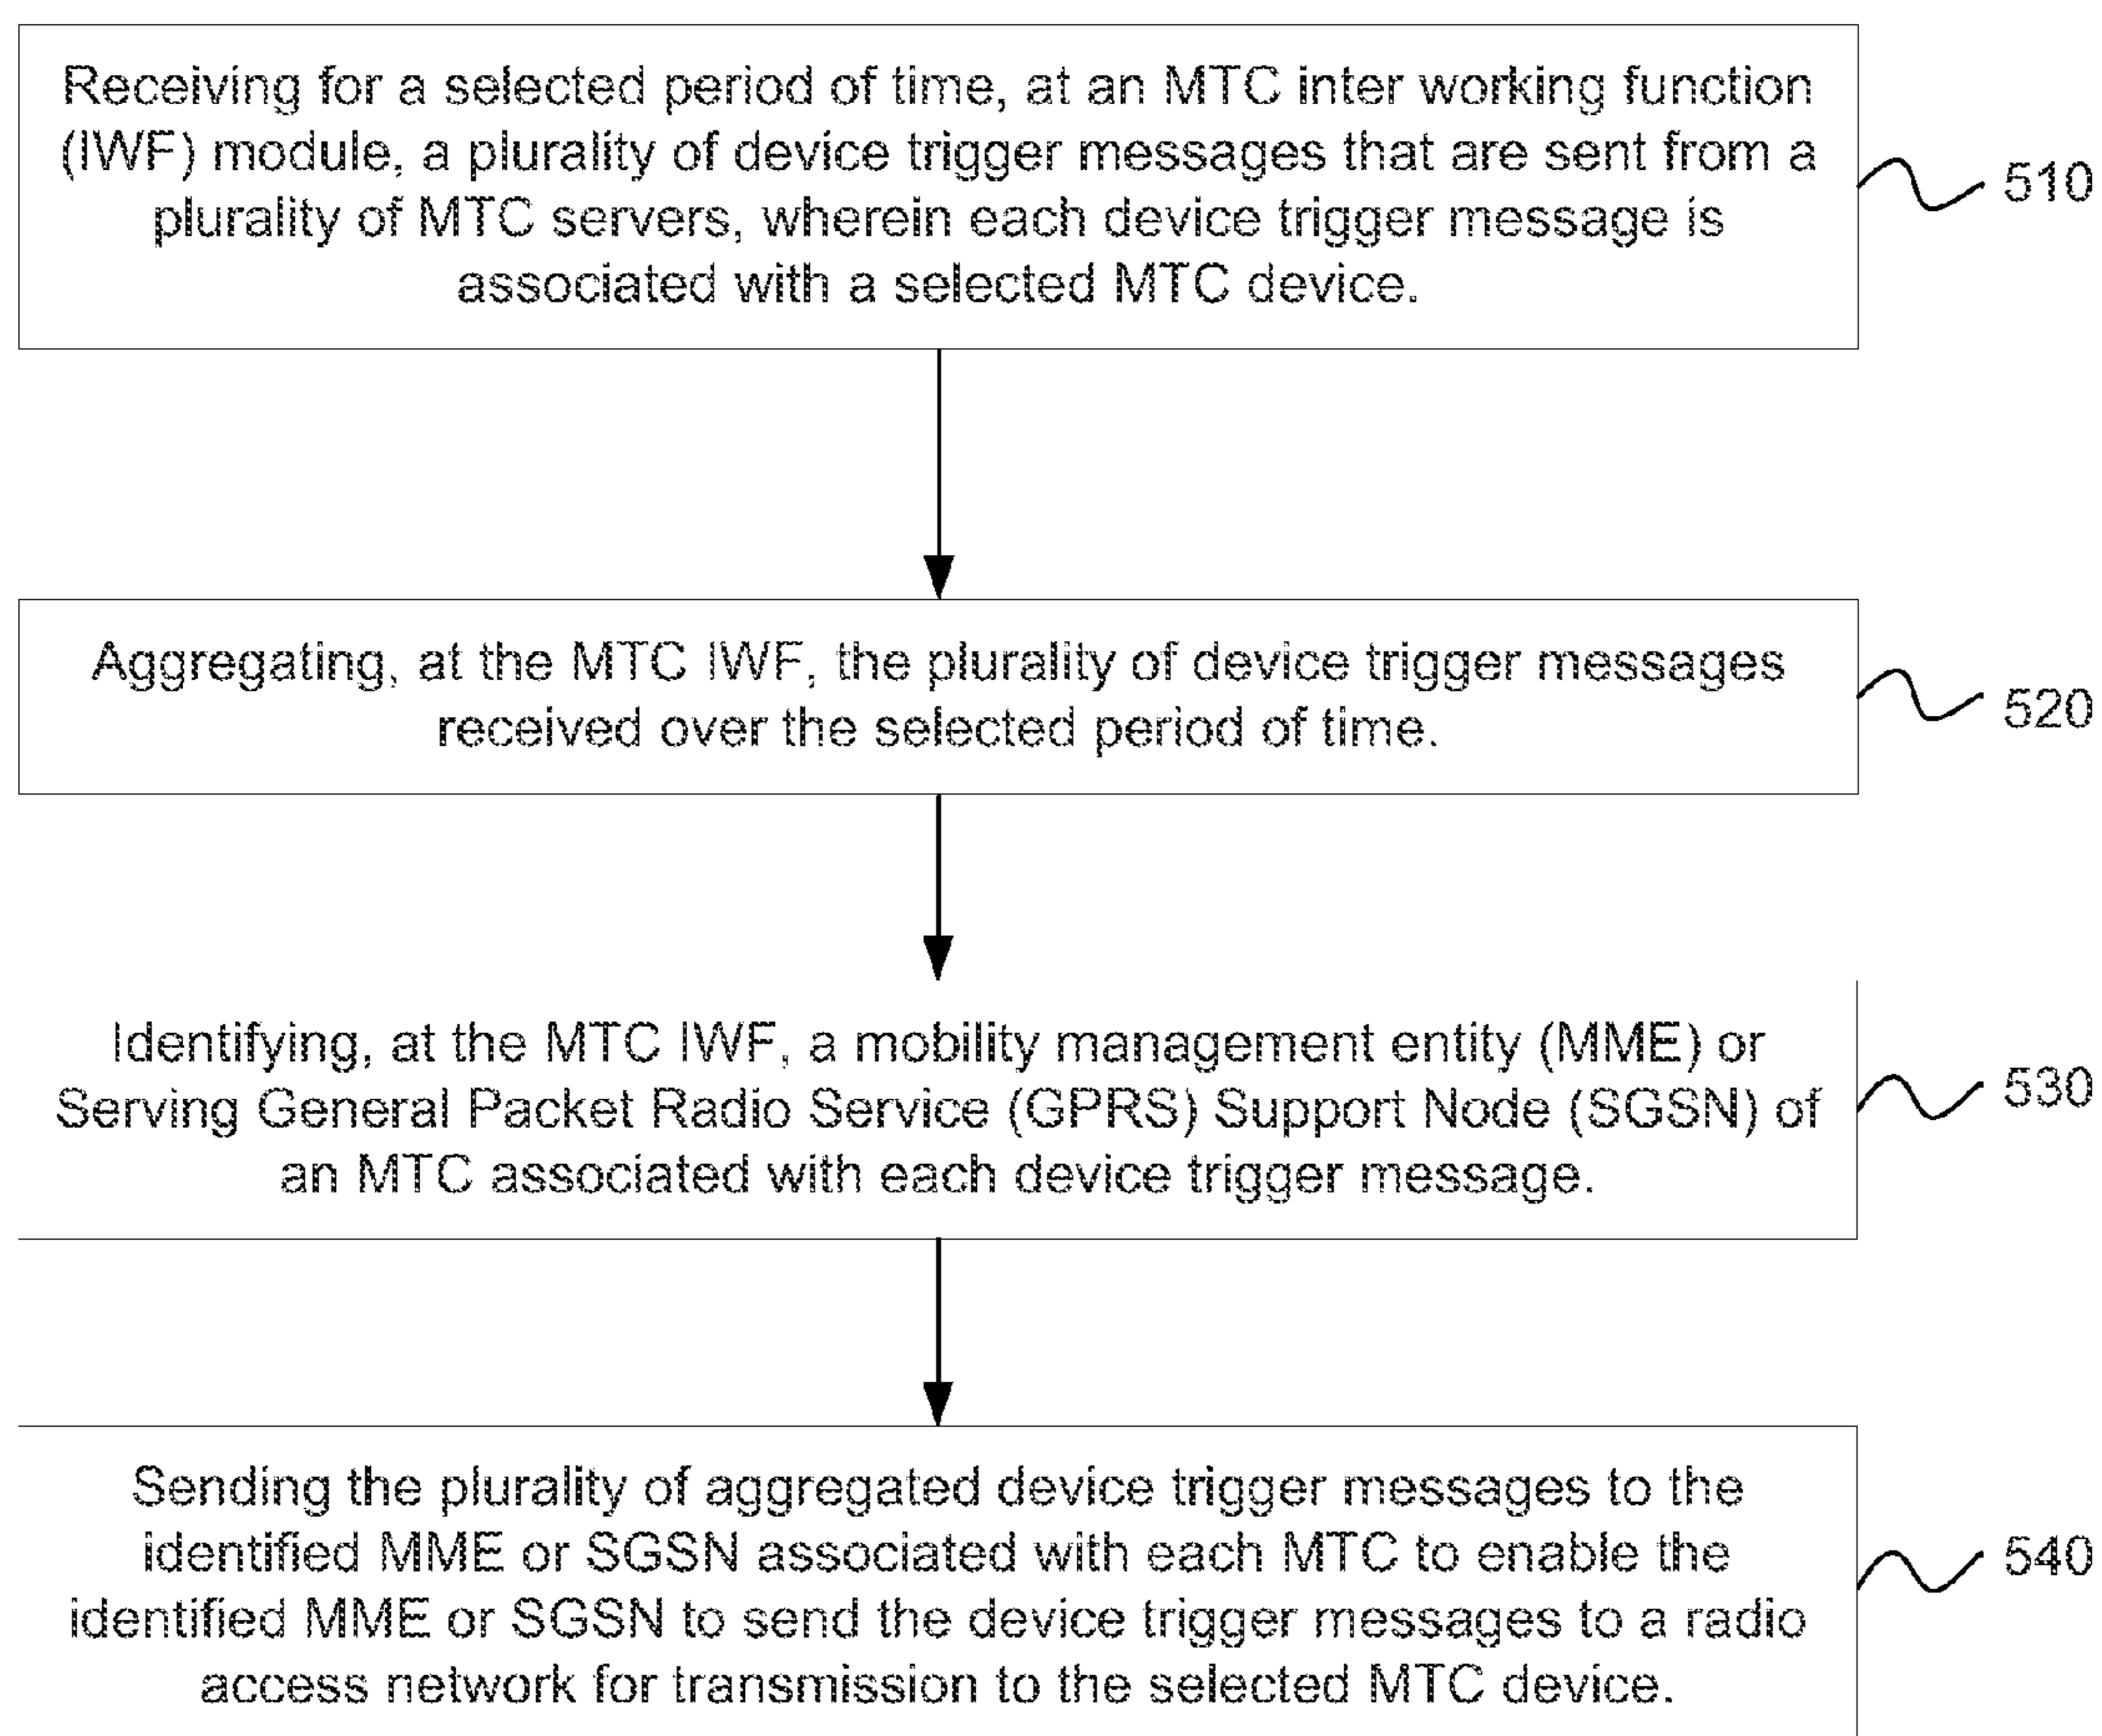 Receiving for a selected period of time, at an MTC inter working function
(IWF) module, a plurality of device trigger messages that are sent from a
plurality of MTC servers, wherein each device trigger message is
associated with a selected MTC device.
510
Aggregating, at the MTC IWF, the plurality of device trigger messages
received over the selected period of time.
520
Identifying, at the MTC IWF, a mobility management entity (MME) or
Serving General Packet Radio Service (GPRS) Support Node (SGSN) of
an MTC associated with each device trigger message.
530
Sending the plurality of aggregated device trigger messages to the
identified MME or SGSN associated with each MTC to enable the
identified MME or SGSN to send the device trigger messages to a radio
access network for transmission to the selected MTC device.
540